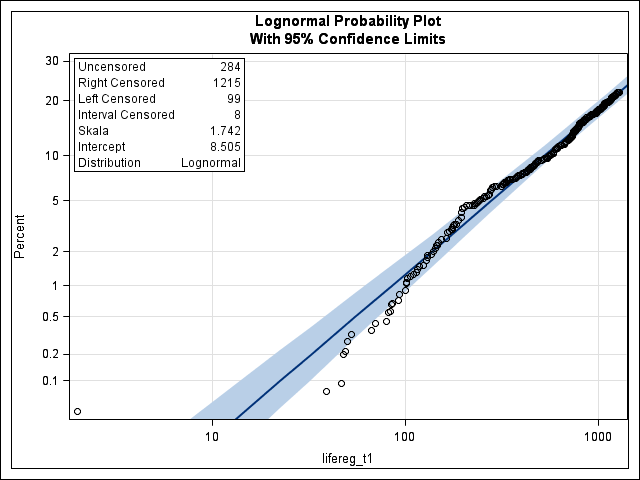 Lognormal Probability Plot
With 95% Confidence Limits
Uncensored 284
Right Censored 1215
Left Censored 99
Interval Censored 8
Skala 1.742
Intercept 8.505
Distribution Lognormal
Percent
30
20
10
5
2
1
0.5
0.2
0.1
10 100 1000
lifereg_t1